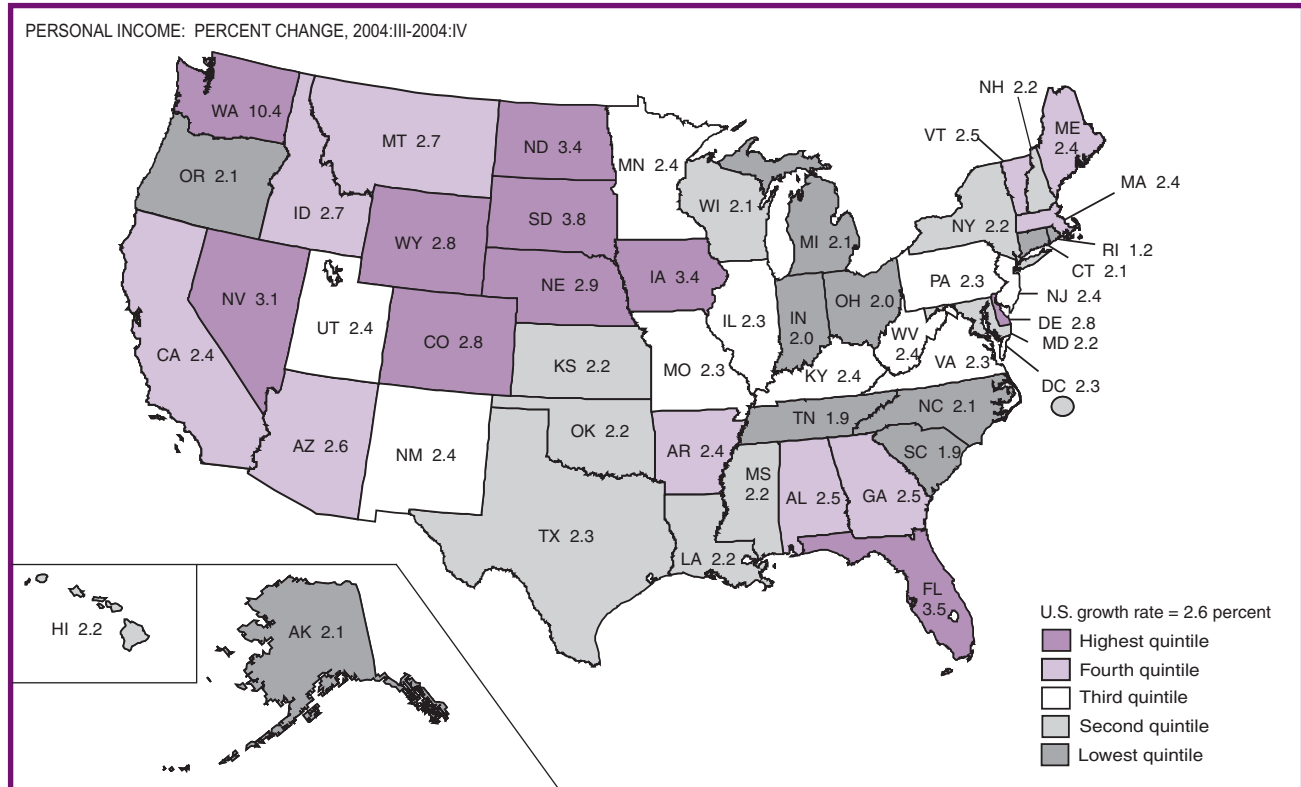 PERSONAL INCOME: PERCENT CHANGE, 2004:III-2004:IV
WA 10.4
OR 2.1
MT 2.7
ID 2.7
ND 3.4
MN 2.4
SD 3.8
WY 2.8
WI 2.1
MI 2.1
NH 2.2
VT 2.5
ME
2.4
MA 2.4
NY 2.2
RI 1.2
CT 2.1
PA 2.3
NJ 2.4
DE 2.8
MD 2.2
DC 2.3
NV 3.1
UT 2.4
CA 2.4
CO 2.8
NE 2.9
IA 3.4
IL 2.3
IN
2.0
OH 2.0
WV
2.4
VA 2.3
KS 2.2
MO 2.3
KY 2.4
TN 1.9
NC 2.1
SC 1.9
AZ 2.6
NM 2.4
OK 2.2
AR 2.4
MS
2.2
AL 2.5
GA 2.5
TX 2.3
LA 2.2
FL
3.5
HI 2.2
AK 2.1
U.S. growth rate = 2.6 percent
Highest quintile
Fourth quintile
Third quintile
Second quintile
Lowest quintile